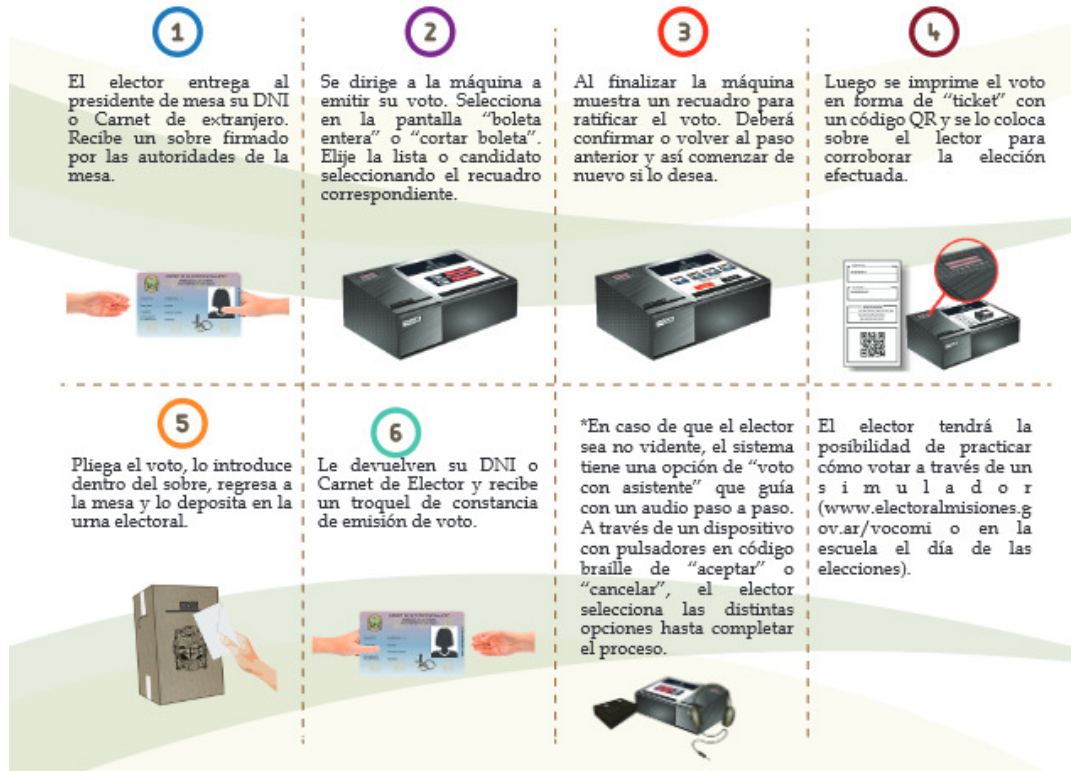 1
El elector entrega al
presidente de mesa su DNI
o Carnet de extranjero.
Recibe un sobre firmado
por las autoridades de la
mesa.
2
Se dirige a la máquina a
emitir su voto. Selecciona
en la pantalla “boleta
entera” o “cortar boleta”.
Elije la lista o candidato
seleccionando el recuadro
correspondiente.
3
Al finalizar la máquina
muestra un recuadro para
ratificar el voto. Deberá
confirmar o volver al paso
anterior y así comenzar de
nuevo si lo desea.
4
Luego se imprime el voto
en forma de “ticket” con
un código QR y se lo coloca
sobre el lector para
corroborar la elección
efectuada.
5
Pliega el voto, lo introduce
dentro del sobre, regresa a
la mesa y lo deposita en la
urna electoral.
6
Le devuelven su DNI o
Carnet de Elector y recibe
un troquel de constancia
de emisión de voto.
*En caso de que el elector
sea no vidente, el sistema
tiene una opción de “voto
con asistente” que guía
con un audio paso a paso.
A través de un dispositivo
con pulsadores en código
braille de “aceptar” o
“cancelar”, el elector
selecciona las distintas
opciones hasta completar
el proceso.
El elector tendrá la
posibilidad de practicar
cómo votar a través de un
simulador
(www.electoralmisiones.g
ov.ar/vocomi o en la
escuela el día de las
elecciones).